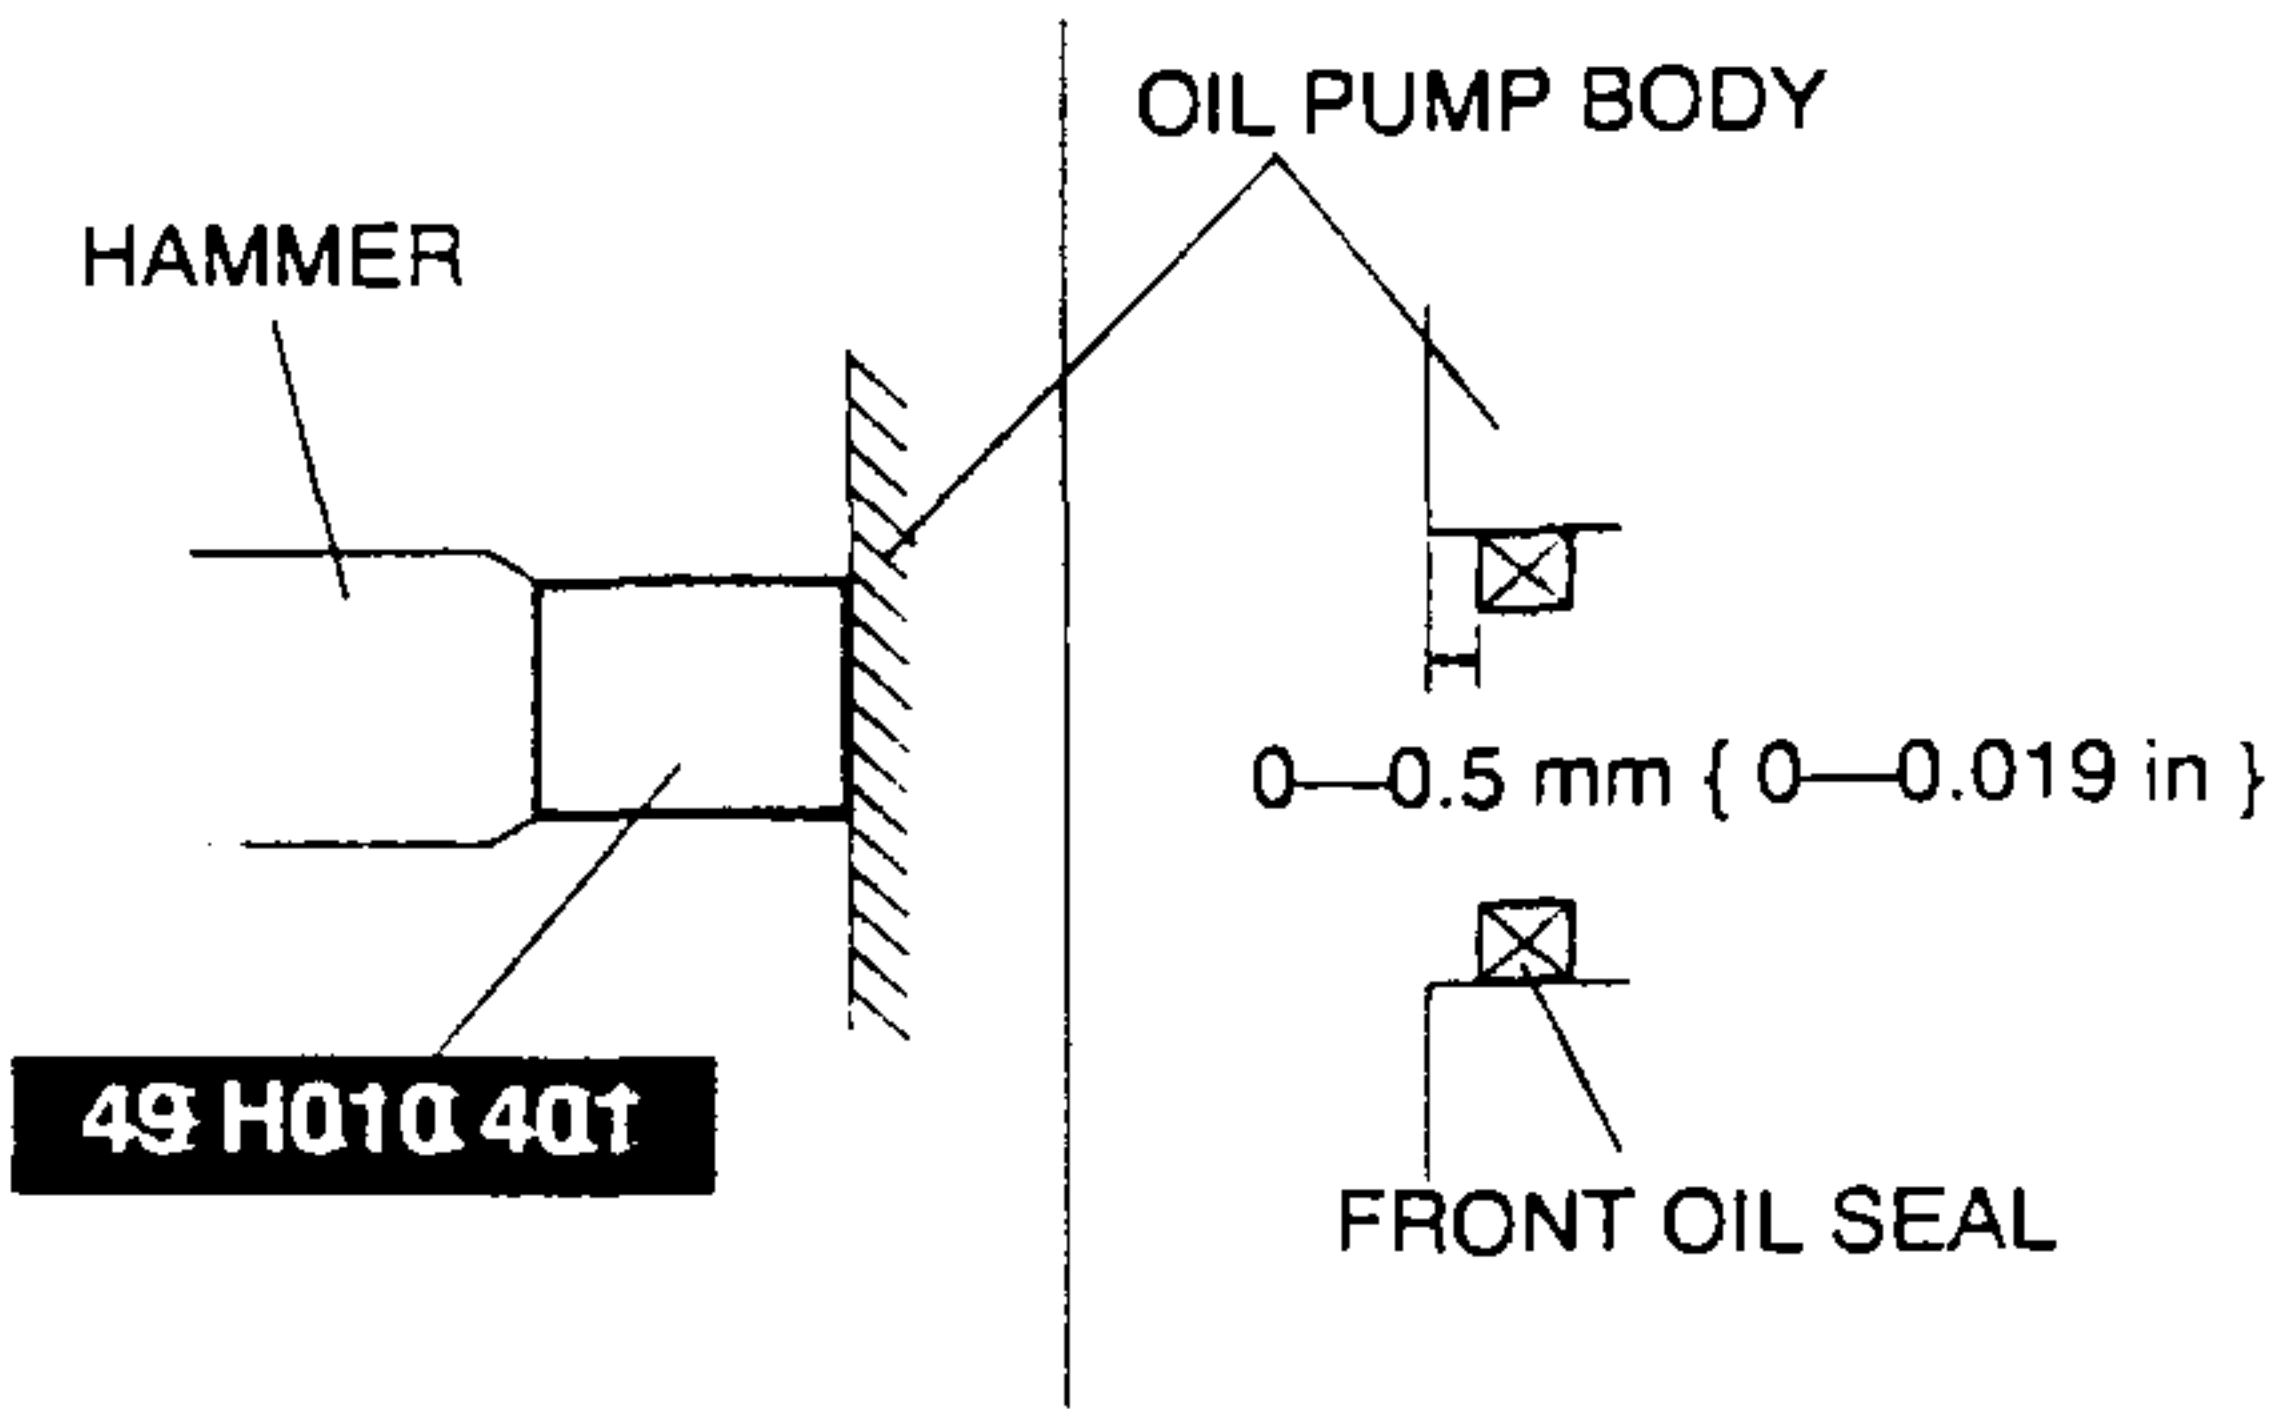 OIL PUMP BODY
HAMMER
0—0.5 mm { 0—0.019 in }
49 H010 401
FRONT OIL SEAL